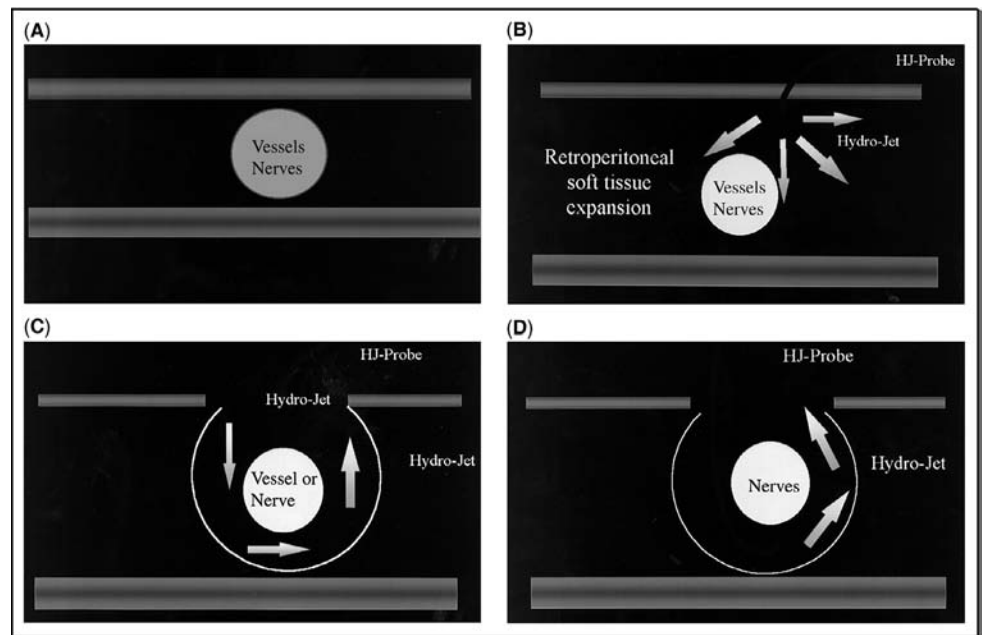 (A)
Vessels
Nerves
(B)
HJ-Probe
Hydro-Jet
Retroperitoneal
soft tissue
expansion
Vessels
Nerves
(C)
HJ-Probe
Hydro-Jet
Hydro-Jet
Vessel or
Nerve
(D)
HJ-Probe
Hydro-Jet
Nerves